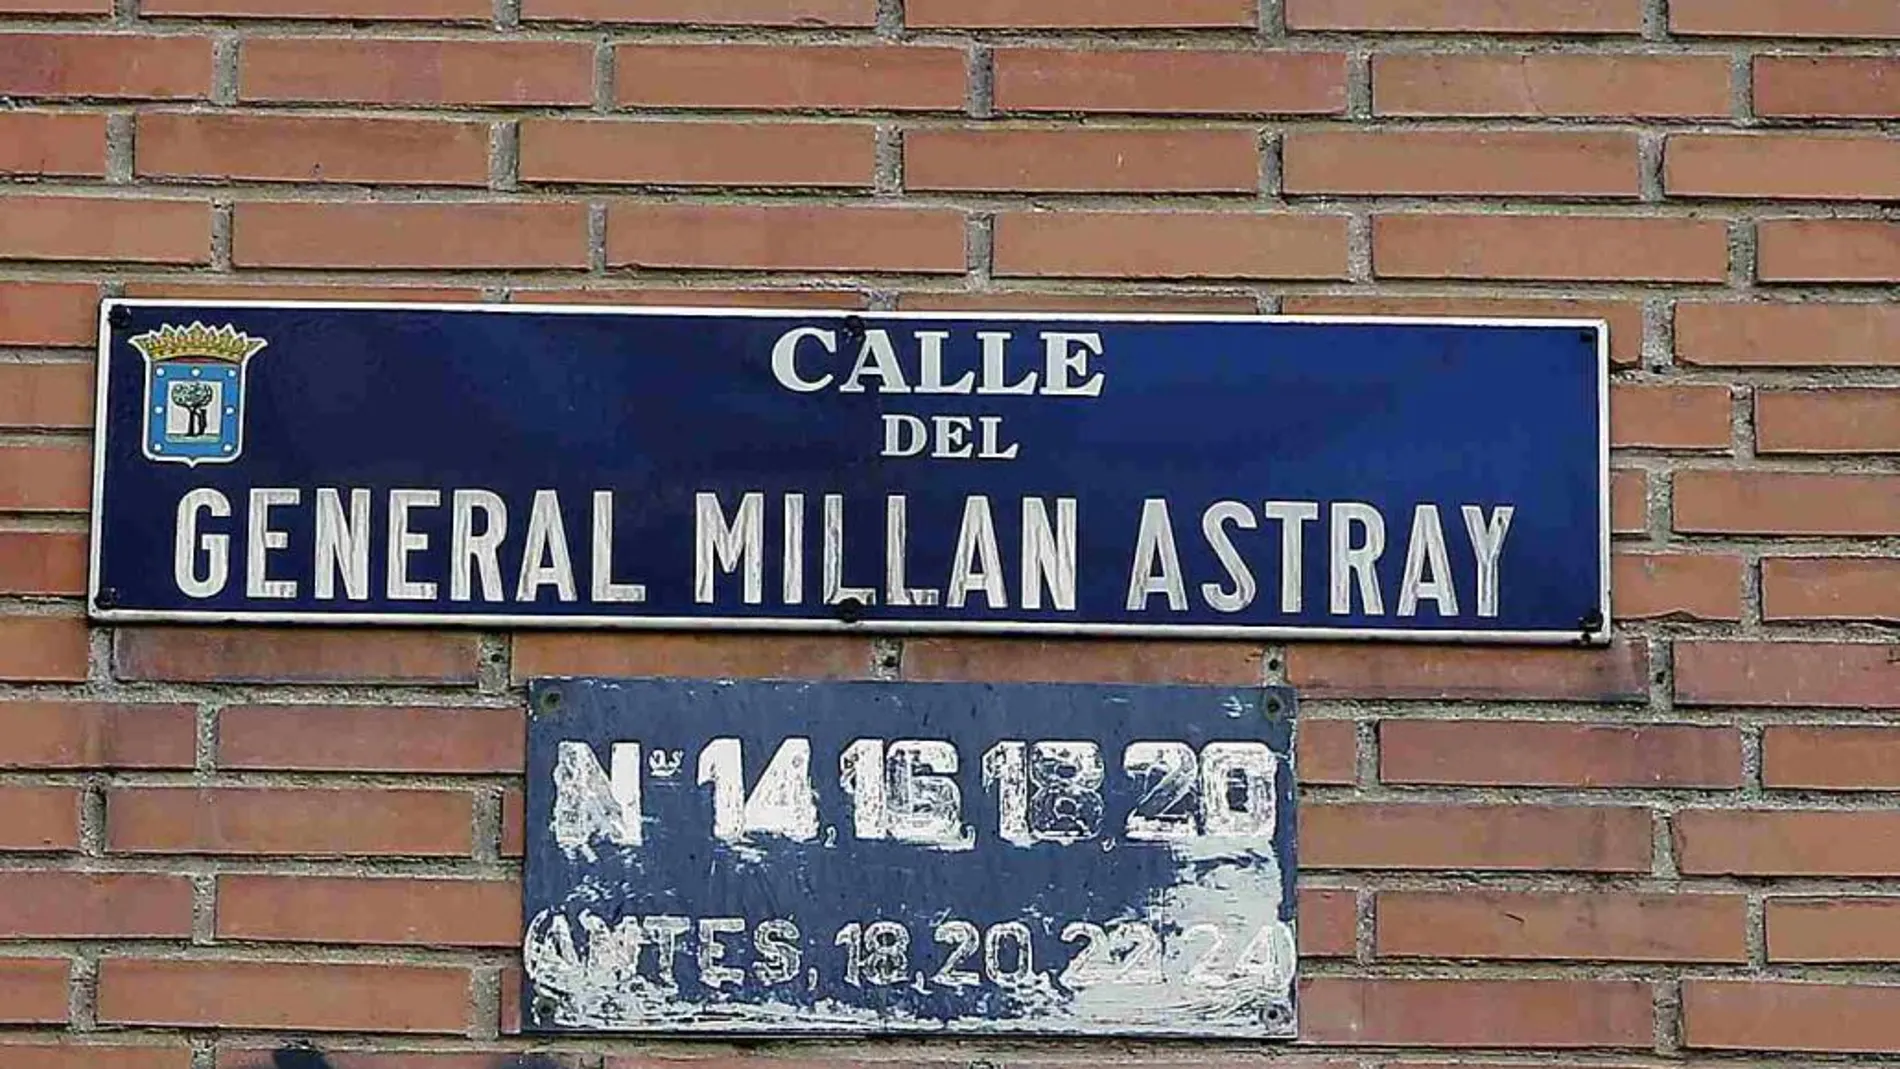 CALLE
DEL
GENERAL MILLAN ASTRAY
Nos 14, 16, 18, 20
(ANTES, 18, 20, 22, 24)